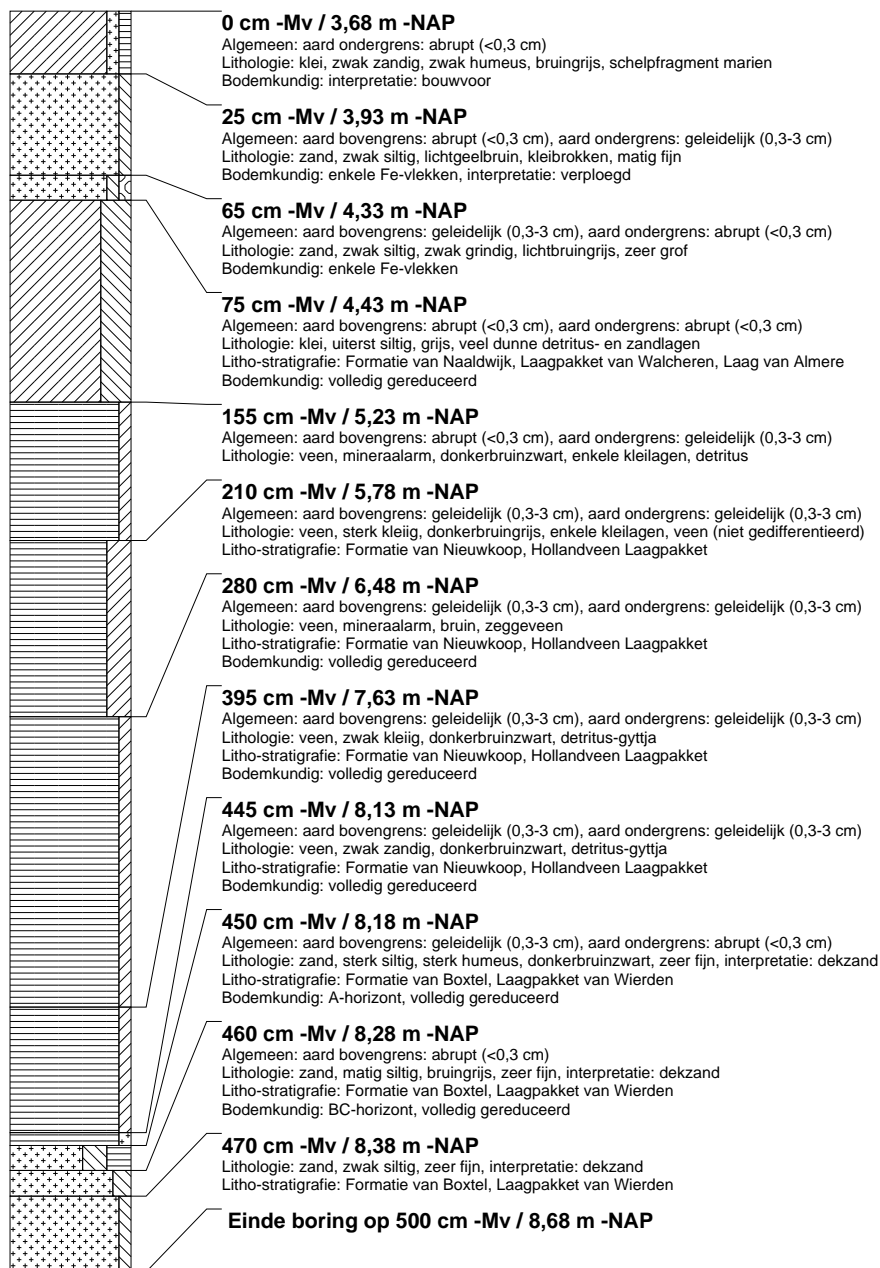 0 cm -Mv / 3,68 m -NAP
Algemeen: aard ondergrens: abrupt (<0,3 cm)
Lithologie: klei, zwak zandig, zwak humeus, bruingrijs, schelpfragment marien
Bodemkundig: interpretatie: bouwvoor
25 cm -Mv / 3,93 m -NAP
Algemeen: aard bovengrens: abrupt (<0,3 cm), aard ondergrens: geleidelijk (0,3-3 cm)
Lithologie: zand, zwak siltig, lichtgeelbruin, kleibrokken, matig fijn
Bodemkundig: enkele Fe-vlekken, interpretatie: verploegd
65 cm -Mv / 4,33 m -NAP
Algemeen: aard bovengrens: geleidelijk (0,3-3 cm), aard ondergrens: abrupt (<0,3 cm)
Lithologie: zand, zwak siltig, zwak grindig, lichtbruingrijs, zeer grof
Bodemkundig: enkele Fe-vlekken
75 cm -Mv / 4,43 m -NAP
Algemeen: aard bovengrens: abrupt (<0,3 cm), aard ondergrens: abrupt (<0,3 cm)
Lithologie: klei, uiterst siltig, grijs, veel dunne detritus- en zandlagen
Litho-stratigrafie: Formatie van Naaldwijk, Laagpakket van Walcheren, Laag van Almere
Bodemkundig: volledig gereduceerd
155 cm -Mv / 5,23 m -NAP
Algemeen: aard bovengrens: abrupt (<0,3 cm), aard ondergrens: geleidelijk (0,3-3 cm)
Lithologie: veen, mineraalarm, donkerbruinzwart, enkele kleilagen, detritus
210 cm -Mv / 5,78 m -NAP
Algemeen: aard bovengrens: geleidelijk (0,3-3 cm), aard ondergrens: geleidelijk (0,3-3 cm)
Lithologie: veen, sterk kleiig, donkerbruingrijs, enkele kleilagen, veen (niet gedifferentieerd)
Litho-stratigrafie: Formatie van Nieuwkoop, Hollandveen Laagpakket
280 cm -Mv / 6,48 m -NAP
Algemeen: aard bovengrens: geleidelijk (0,3-3 cm), aard ondergrens: geleidelijk (0,3-3 cm)
Lithologie: veen, mineraalarm, bruin, zeggeveen
Litho-stratigrafie: Formatie van Nieuwkoop, Hollandveen Laagpakket
Bodemkundig: volledig gereduceerd
395 cm -Mv / 7,63 m -NAP
Algemeen: aard bovengrens: geleidelijk (0,3-3 cm), aard ondergrens: geleidelijk (0,3-3 cm)
Lithologie: veen, zwak kleiig, donkerbruinzwart, detritus-gyttja
Litho-stratigrafie: Formatie van Nieuwkoop, Hollandveen Laagpakket
Bodemkundig: volledig gereduceerd
445 cm -Mv / 8,13 m -NAP
Algemeen: aard bovengrens: geleidelijk (0,3-3 cm), aard ondergrens: geleidelijk (0,3-3 cm)
Lithologie: veen, zwak zandig, donkerbruinzwart, detritus-gyttja
Litho-stratigrafie: Formatie van Nieuwkoop, Hollandveen Laagpakket
Bodemkundig: volledig gereduceerd
450 cm -Mv / 8,18 m -NAP
Algemeen: aard bovengrens: geleidelijk (0,3-3 cm), aard ondergrens: abrupt (<0,3 cm)
Lithologie: zand, sterk siltig, sterk humeus, donkerbruinzwart, zeer fijn, interpretatie: dekzand
Litho-stratigrafie: Formatie van Boxtel, Laagpakket van Wierden
Bodemkundig: A-horizont, volledig gereduceerd
460 cm -Mv / 8,28 m -NAP
Algemeen: aard bovengrens: abrupt (<0,3 cm)
Lithologie: zand, matig siltig, bruingrijs, zeer fijn, interpretatie: dekzand
Litho-stratigrafie: Formatie van Boxtel, Laagpakket van Wierden
Bodemkundig: BC-horizont, volledig gereduceerd
470 cm -Mv / 8,38 m -NAP
Lithologie: zand, zwak siltig, zeer fijn, interpretatie: dekzand
Litho-stratigrafie: Formatie van Boxtel, Laagpakket van Wierden
Einde boring op 500 cm -Mv / 8,68 m -NAP